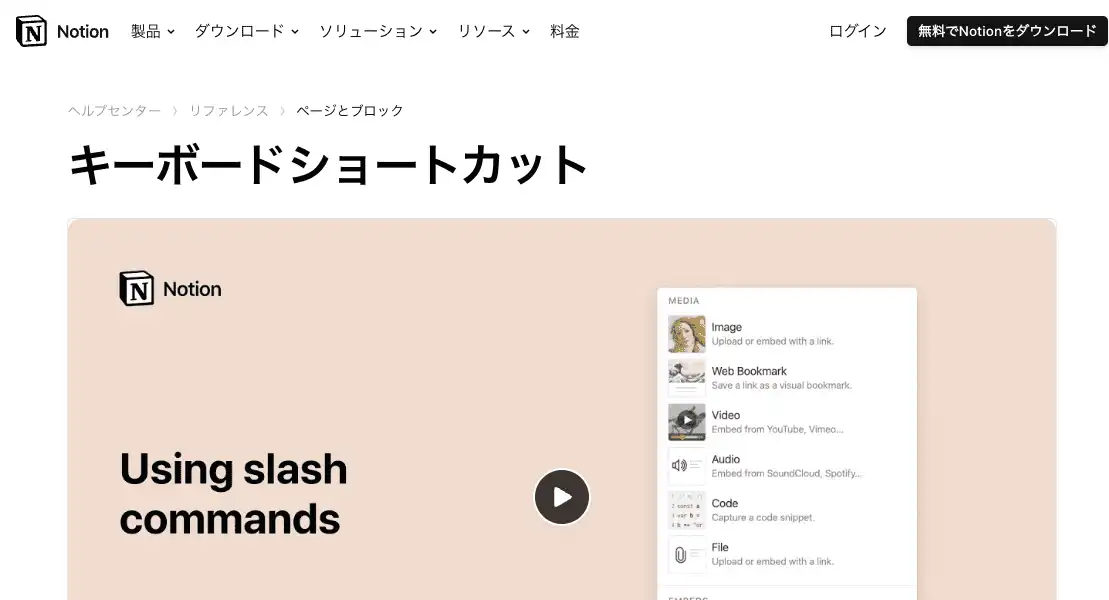 Notion 製品 ダウンロード ソリューション リソース 料金 ログイン 無料でNotionをダウンロード
ヘルプセンター 〉 リファレンス 〉 ページとブロック
キーボードショートカット
Notion
Using slash
commands
MEDIA
Image
Upload or embed with a link.
Web Bookmark
Save a link as a visual bookmark.
Video
Embed from YouTube, Vimeo...
Audio
Embed from SoundCloud, Spotify...
Code
Capture a code snippet.
File
Upload or embed with a link.